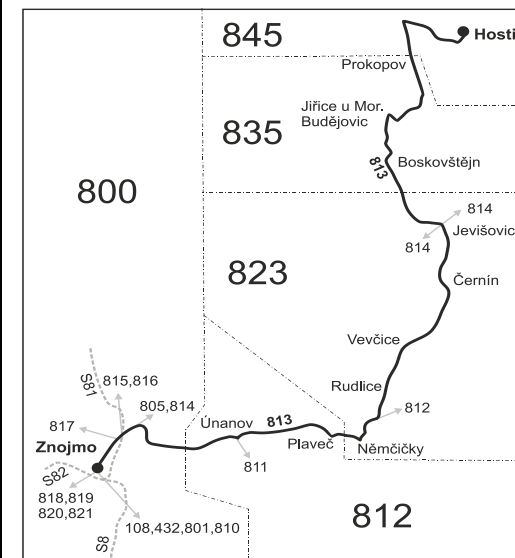 845
Hosti
Prokopov
Jiřice u Mor.
Budějovic
835
813
Boskovštějn
800
814
Jevišovic
814
823
Černín
Vevčice
S81
815,816
Rudlice
805,814
812
817
Únanov
813
Plaveč
Němčičky
Znojmo
811
S82
818,819
820,821
108,432,801,810
812
S8